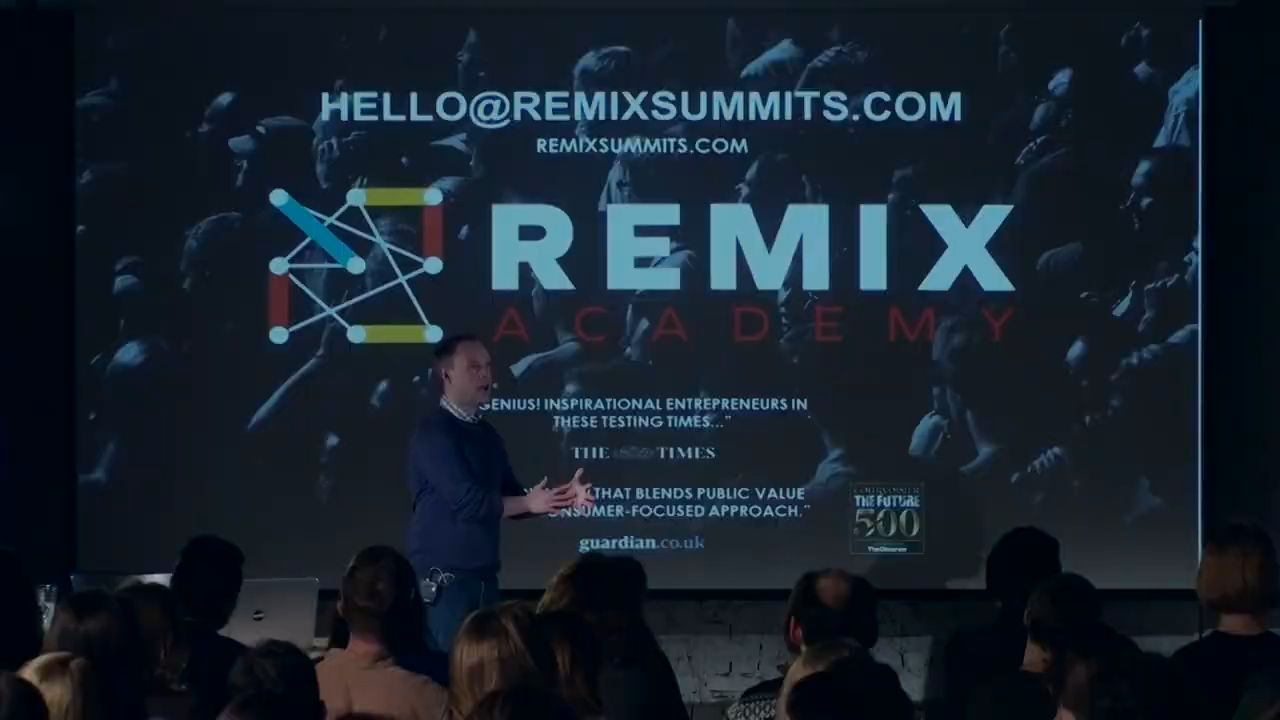 HELLO@REMIXSUMMITS.COM
REMIXSUMMITS.COM
REMIX
ACADEMY
GENIUS! INSPIRATIONAL ENTREPRENEURS IN
THESE TESTING TIMES..."
THE TIMES
THAT BLENDS PUBLIC VALUE
CONSUMER-FOCUSED APPROACH."
guardian.co.uk
THE FUTURE
500
TheObserver